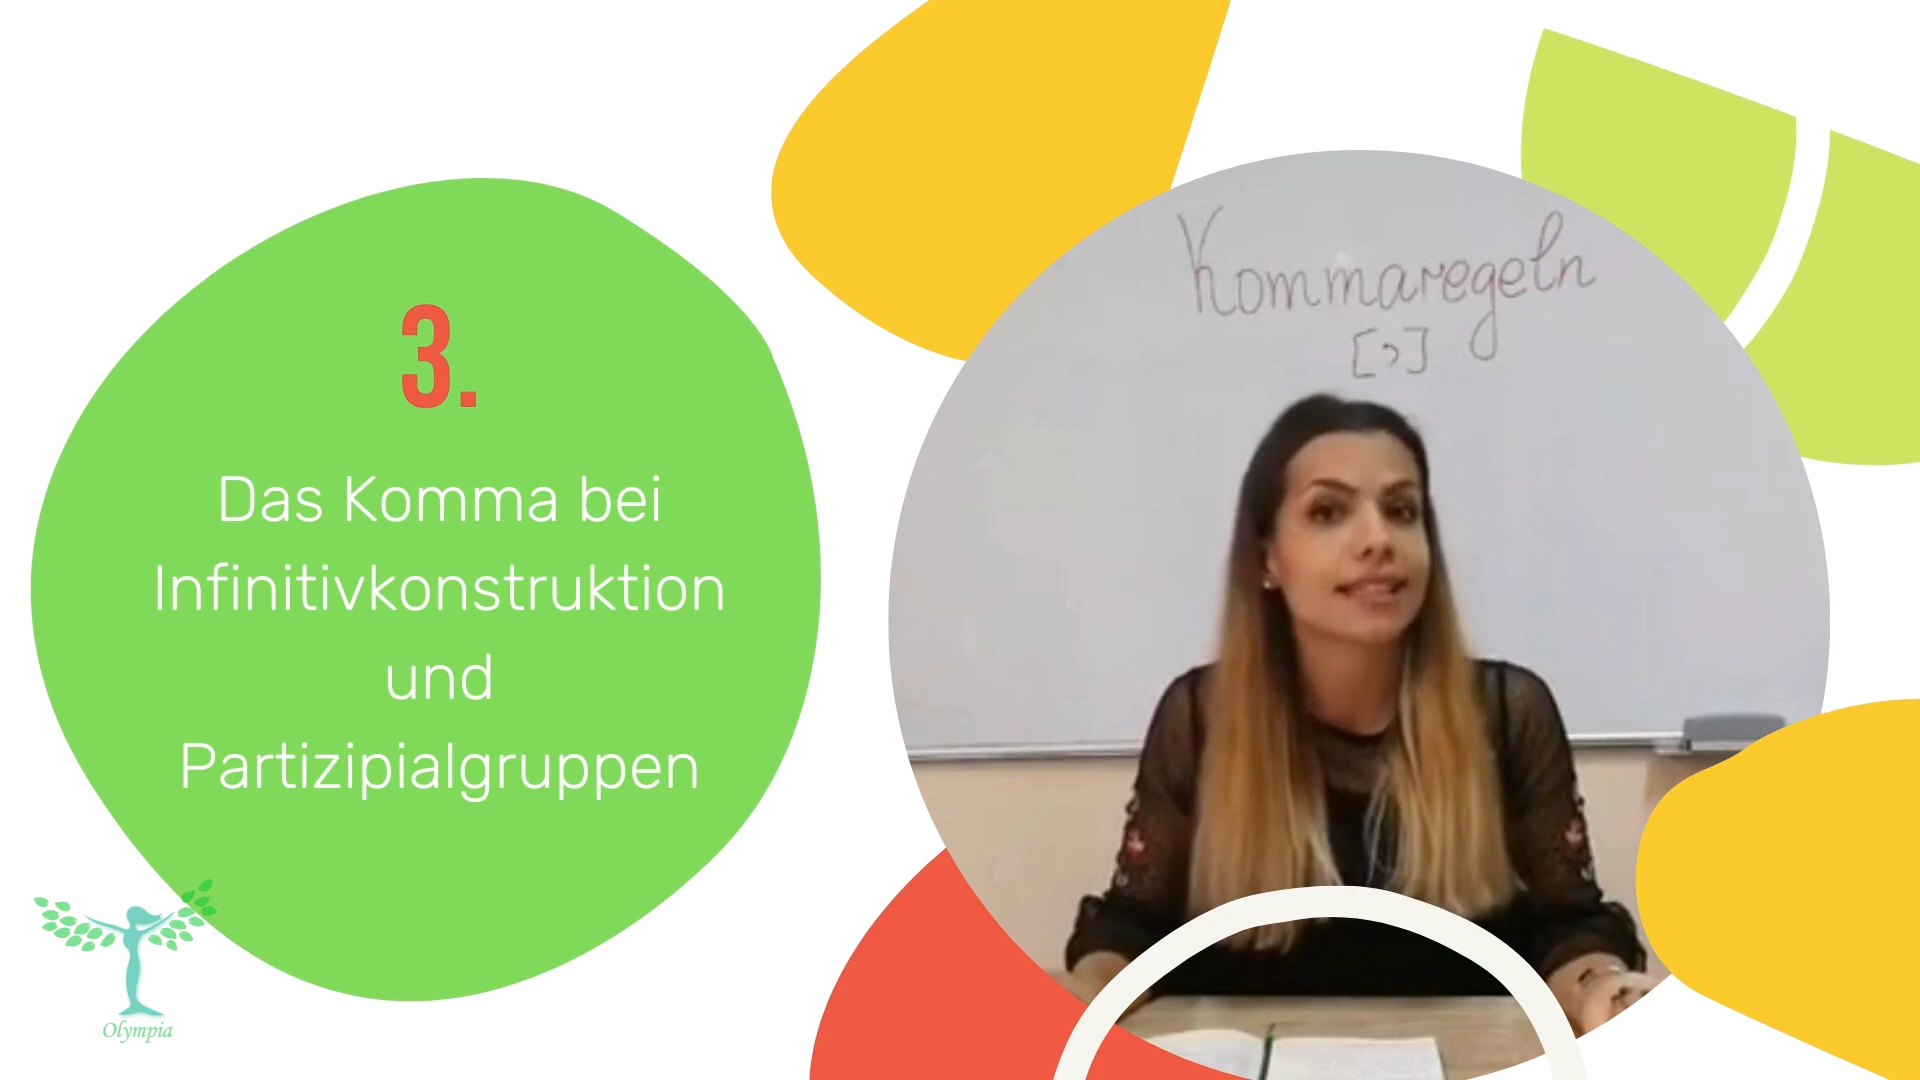 3.
Das Komma bei
Infinitivkonstruktion
und
Partizipialgruppen
Kommaregeln
[,]
Olympia